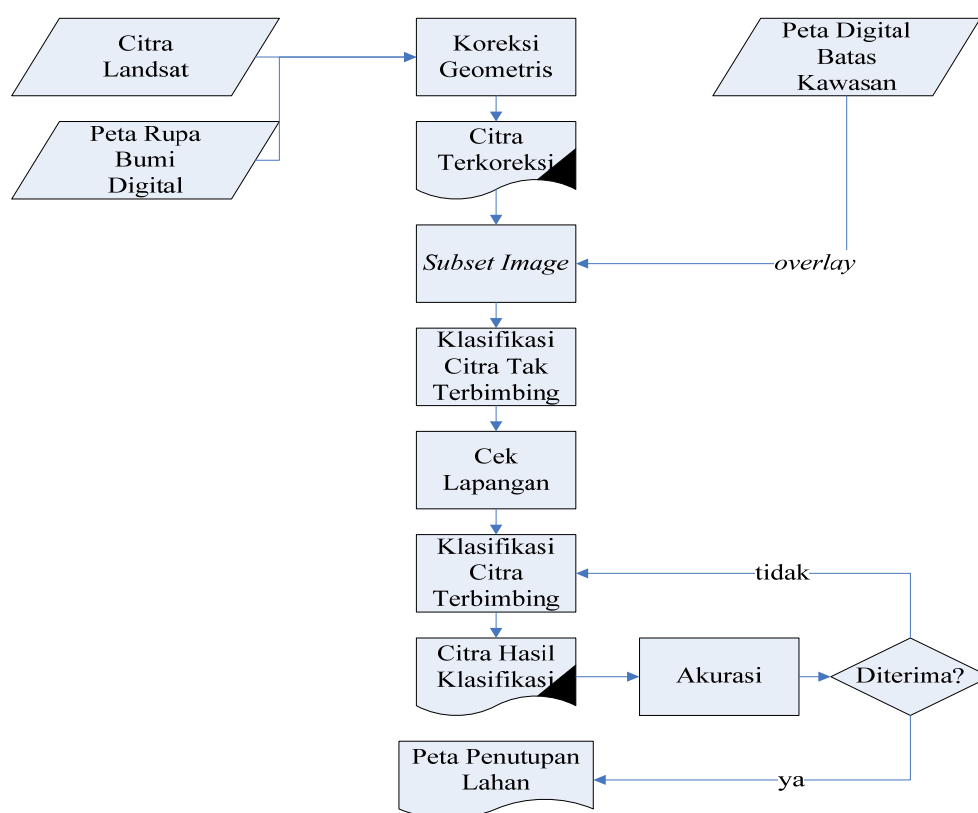 Citra
Landsat
Koreksi
Geometris
Peta Digital
Batas
Kawasan
Peta Rupa
Bumi
Digital
Citra
Terkoreksi
Subset Image
overlay
Klasifikasi
Citra Tak
Terbimbing
Cek
Lapangan
Klasifikasi
Citra
Terbimbing
tidak
Citra Hasil
Klasifikasi
Akurasi
Diterima?
Peta Penutupan
Lahan
ya